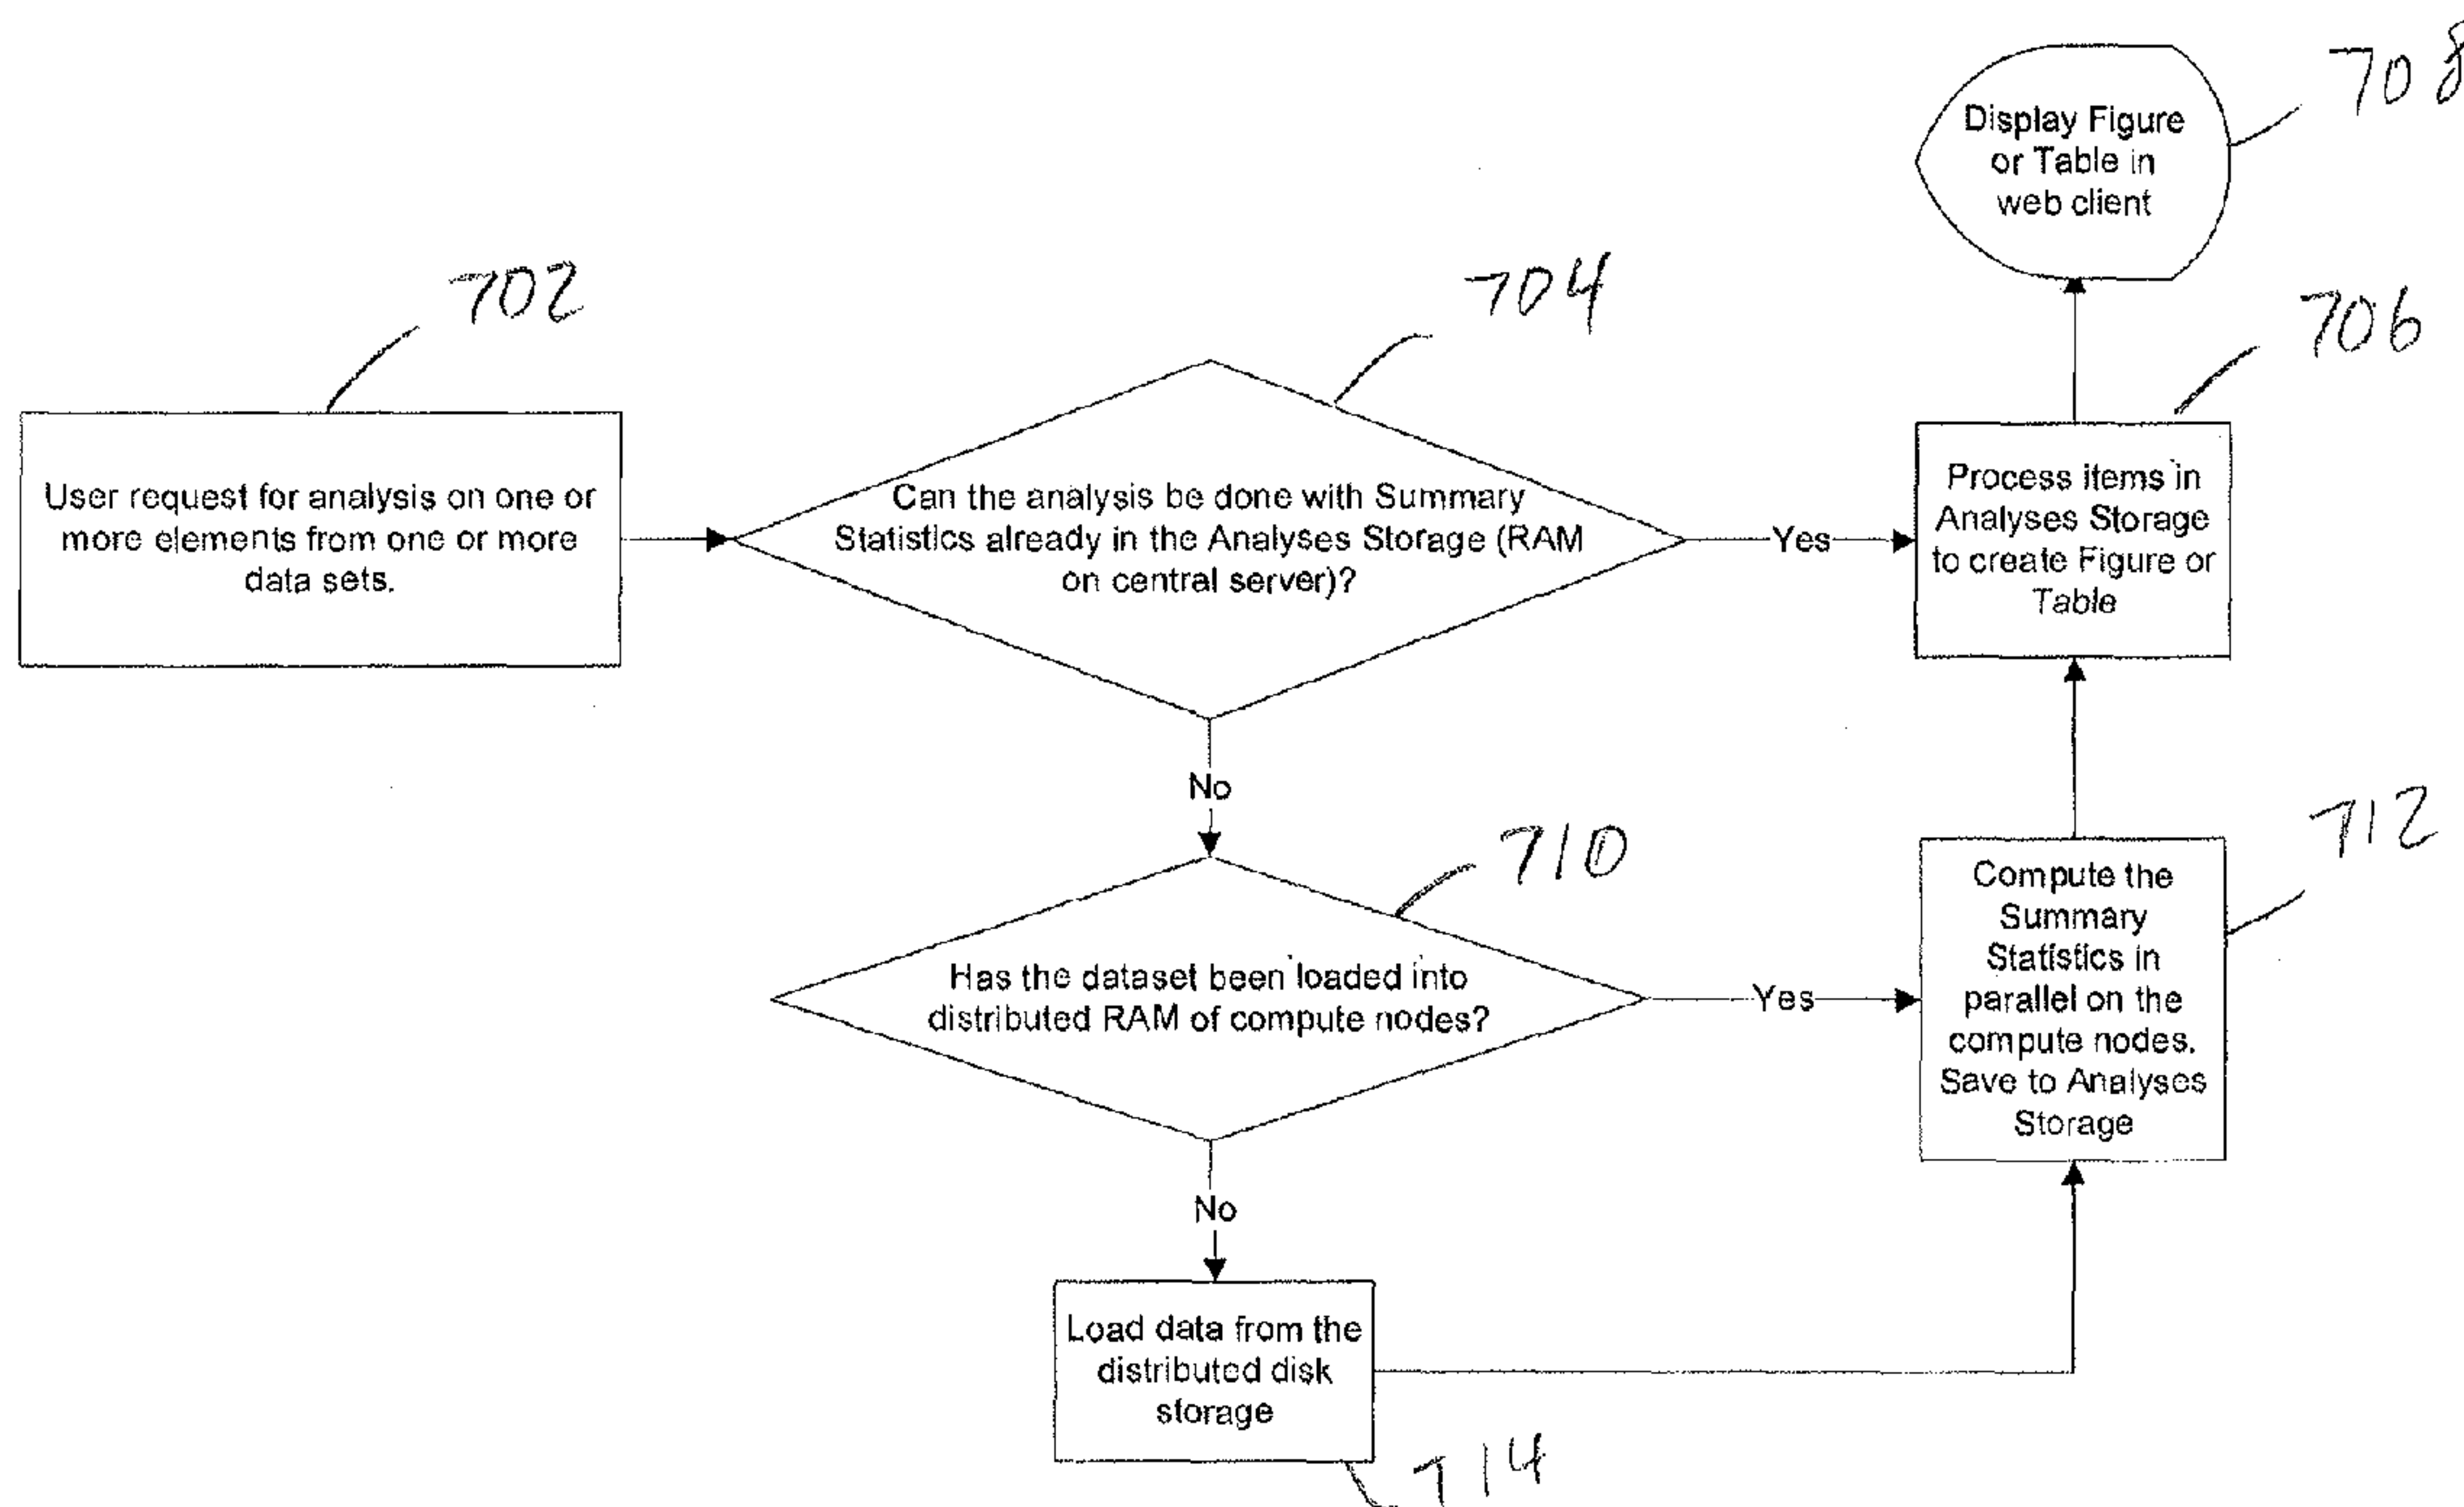 708
Display Figure
or Table in
web client
702
704
706
User request for analysis on one or
more elements from one or more
data sets.
Can the analysis be done with Summary
Statistics already in the Analyses Storage (RAM
on central server)?
Yes
Process items in
Analyses Storage
to create Figure or
Table
No
710
712
Has the dataset been loaded into
distributed RAM of compute nodes?
Yes
Compute the
Summary
Statistics in
parallel on the
compute nodes.
Save to Analyses
Storage
No
Load data from the
distributed disk
storage
714